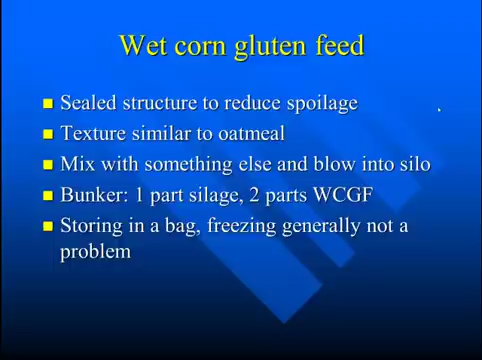 Wet corn gluten feed
Sealed structure to reduce spoilage
Texture similar to oatmeal
Mix with something else and blow into silo
Bunker: 1 part silage, 2 parts WCGF
Storing in a bag, freezing generally not a
problem